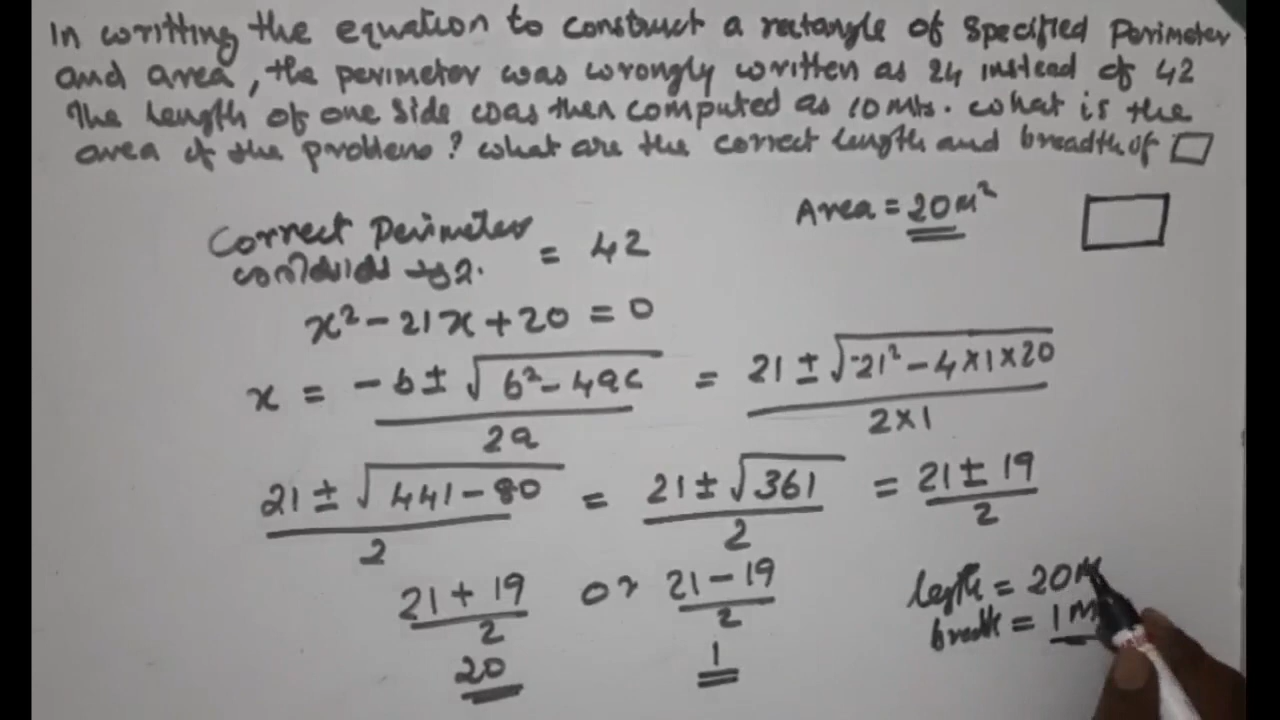 In writting the equation to construct a rectangle of specified Perimeter
and area, the perimeter was wrongly written as 24 instead of 42
The length of one side was then computed as 10 mts. what is the
area of the problem? what are the correct length and breadth of
Area = 20M²
Correct Perimeter
= 42
x² - 21x + 20 = 0
x = -b ± √b² - 4ac / 2a = 21 ± √-21² - 4×1×20 / 2×1
21 ± √441 - 80 / 2 = 21 ± √361 / 2 = 21 ± 19 / 2
21 + 19 / 2 or 21 - 19 / 2
20 1
length = 20M
= 1M